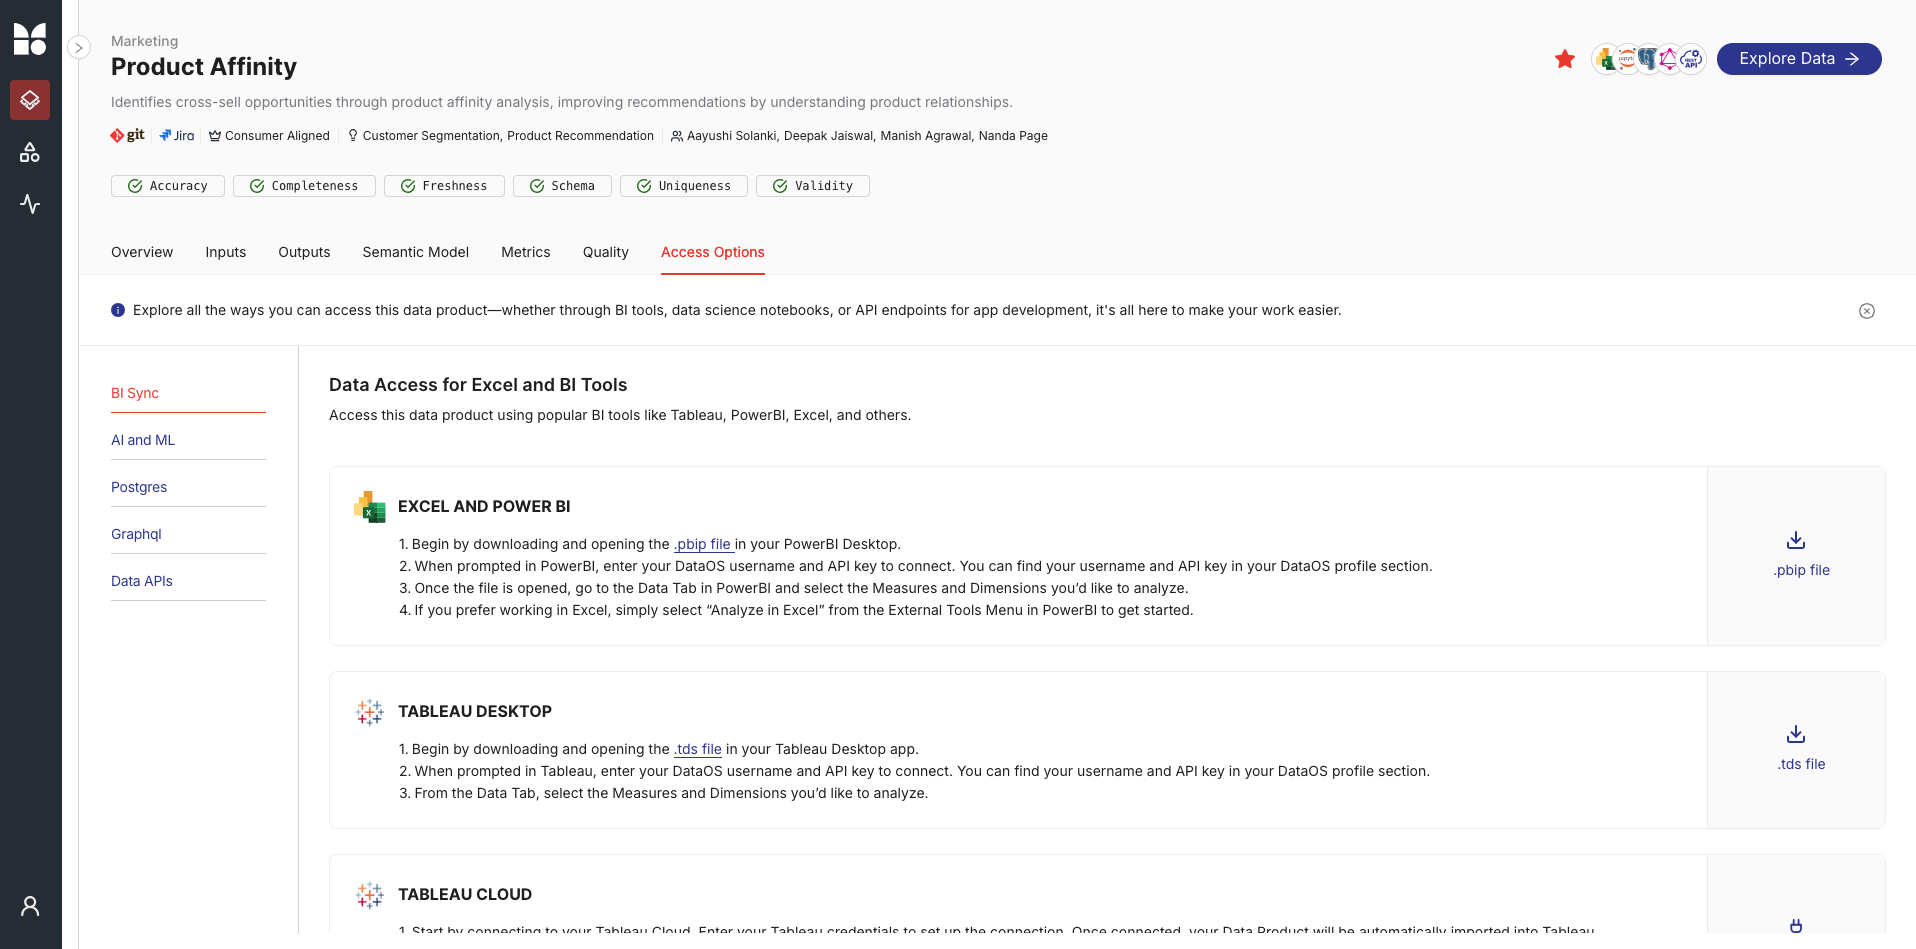 Marketing
Product Affinity
Explore Data
Identifies cross-sell opportunities through product affinity analysis, improving recommendations by understanding product relationships.
git Jira Consumer Aligned Customer Segmentation, Product Recommendation Aayushi Solanki, Deepak Jaiswal, Manish Agrawal, Nanda Page
Accuracy Completeness Freshness Schema Uniqueness Validity
Overview Inputs Outputs Semantic Model Metrics Quality Access Options
Explore all the ways you can access this data product—whether through BI tools, data science notebooks, or API endpoints for app development, it's all here to make your work easier.
BI Sync
AI and ML
Postgres
Graphql
Data APIs
Data Access for Excel and BI Tools
Access this data product using popular BI tools like Tableau, PowerBI, Excel, and others.
EXCEL AND POWER BI
1. Begin by downloading and opening the .pbip file in your PowerBI Desktop.
2. When prompted in PowerBI, enter your DataOS username and API key to connect. You can find your username and API key in your DataOS profile section.
3. Once the file is opened, go to the Data Tab in PowerBI and select the Measures and Dimensions you’d like to analyze.
4. If you prefer working in Excel, simply select “Analyze in Excel” from the External Tools Menu in PowerBI to get started.
.pbip file
TABLEAU DESKTOP
1. Begin by downloading and opening the .tds file in your Tableau Desktop app.
2. When prompted in Tableau, enter your DataOS username and API key to connect. You can find your username and API key in your DataOS profile section.
3. From the Data Tab, select the Measures and Dimensions you’d like to analyze.
.tds file
TABLEAU CLOUD
1. Start by connecting to your Tableau Cloud. Enter your Tableau credentials to set up the connection. Once connected, your Data Product will be automatically imported into Tableau